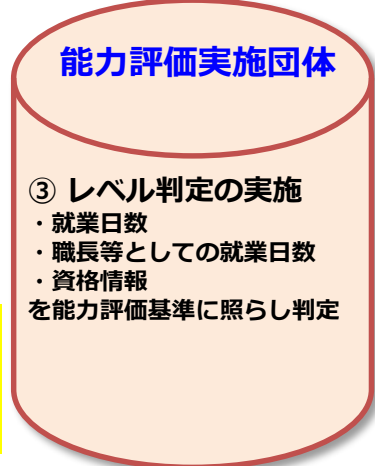 能力評価実施団体
③ レベル判定の実施
・就業日数
・職長等としての就業日数
・資格情報
を能力評価基準に照らし判定